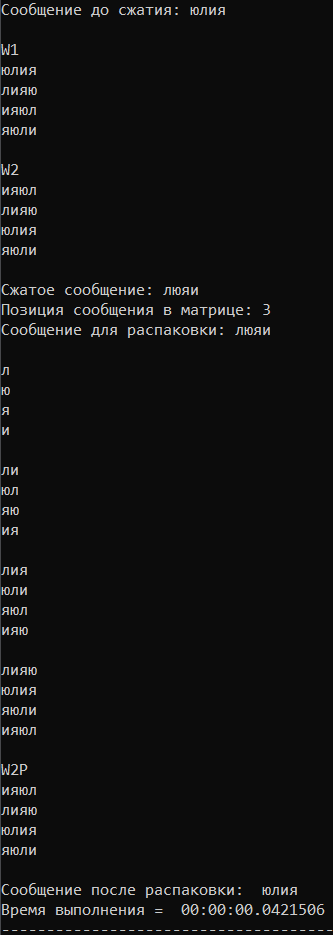 Сообщение до сжатия: юлия
W1
юлия
лияю
ияюл
яюли
W2
ияюл
лияю
юлия
яюли
Сжатое сообщение: люяи
Позиция сообщения в матрице: 3
Сообщение для распаковки: люяи
л
ю
я
и
ли
юл
яю
ия
лия
юли
яюл
ияю
лияю
юлия
яюли
ияюл
W2P
ияюл
лияю
юлия
яюли
Сообщение после распаковки:  юлия
Время выполнения =  00:00:00.0421506
-------------------------------------